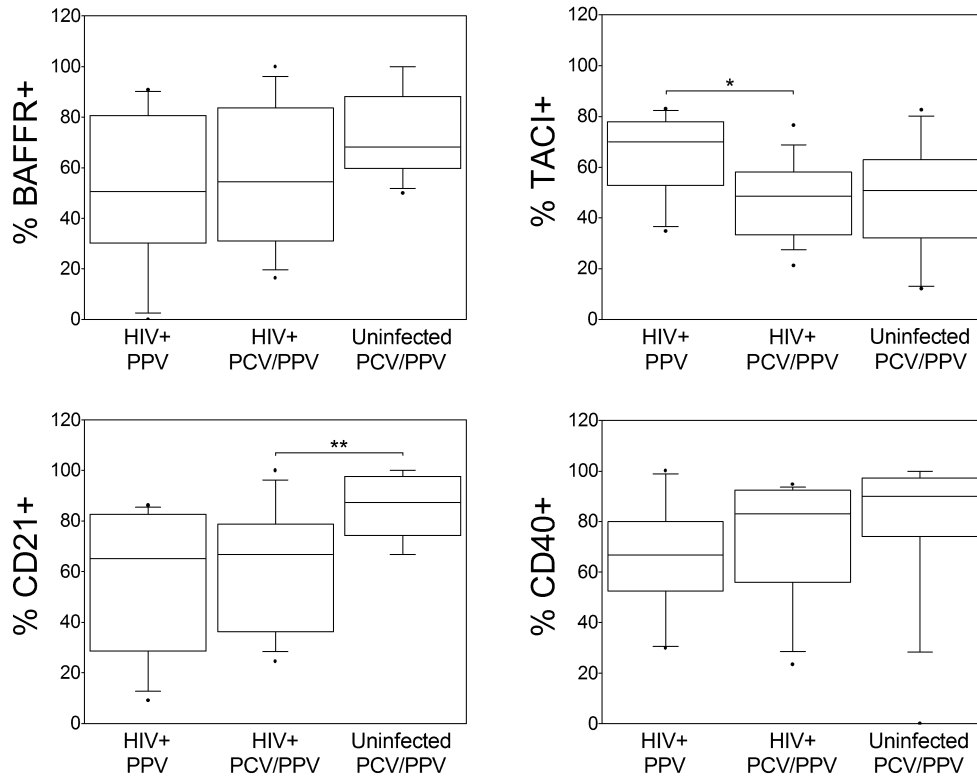 120
100
80
60
40
20
0
% BAFFR+
HIV+
PPV
HIV+
PCV/PPV
Uninfected
PCV/PPV
120
100
80
60
40
20
0
% TACI+
*
HIV+
PPV
HIV+
PCV/PPV
Uninfected
PCV/PPV
120
100
80
60
40
20
0
% CD21+
**
HIV+
PPV
HIV+
PCV/PPV
Uninfected
PCV/PPV
120
100
80
60
40
20
0
% CD40+
HIV+
PPV
HIV+
PCV/PPV
Uninfected
PCV/PPV